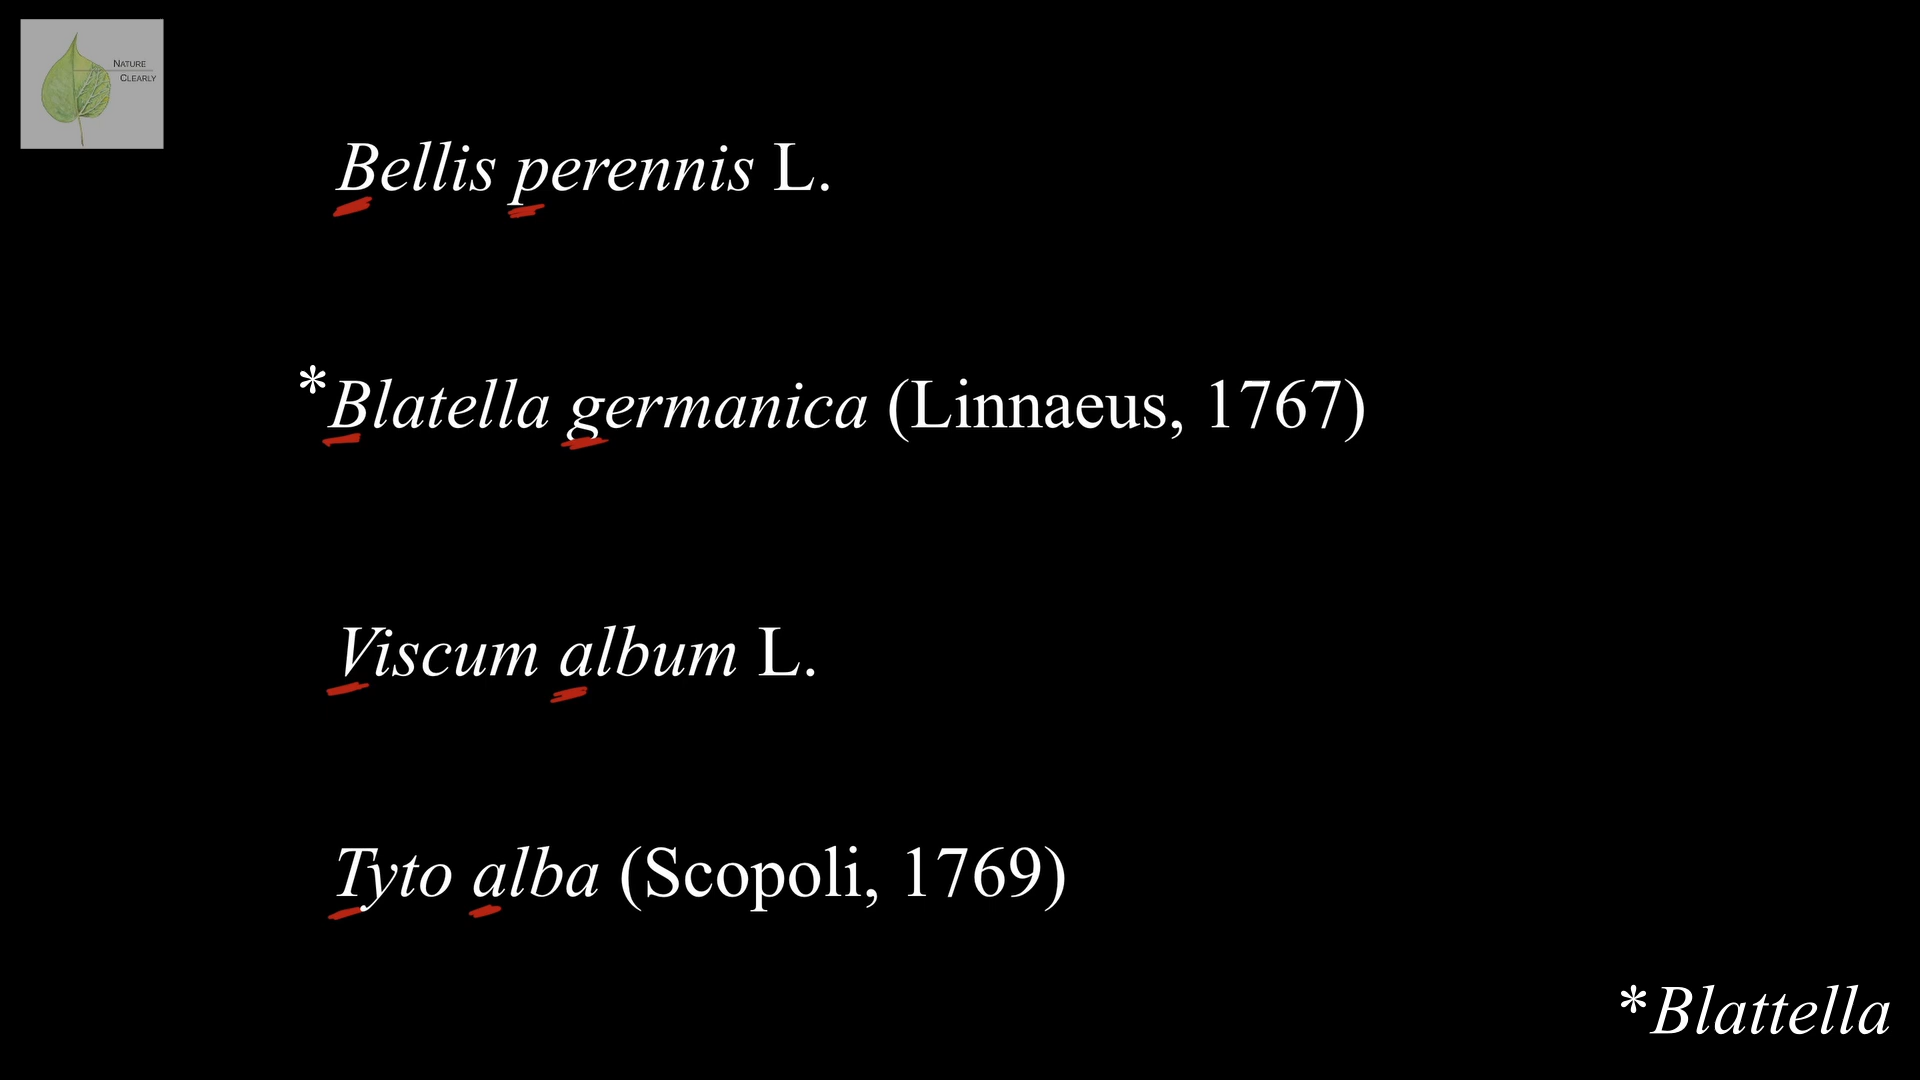 NATURE
CLEARLY
Bellis perennis L.
*Blatella germanica (Linnaeus, 1767)
Viscum album L.
Tyto alba (Scopoli, 1769)
*Blattella